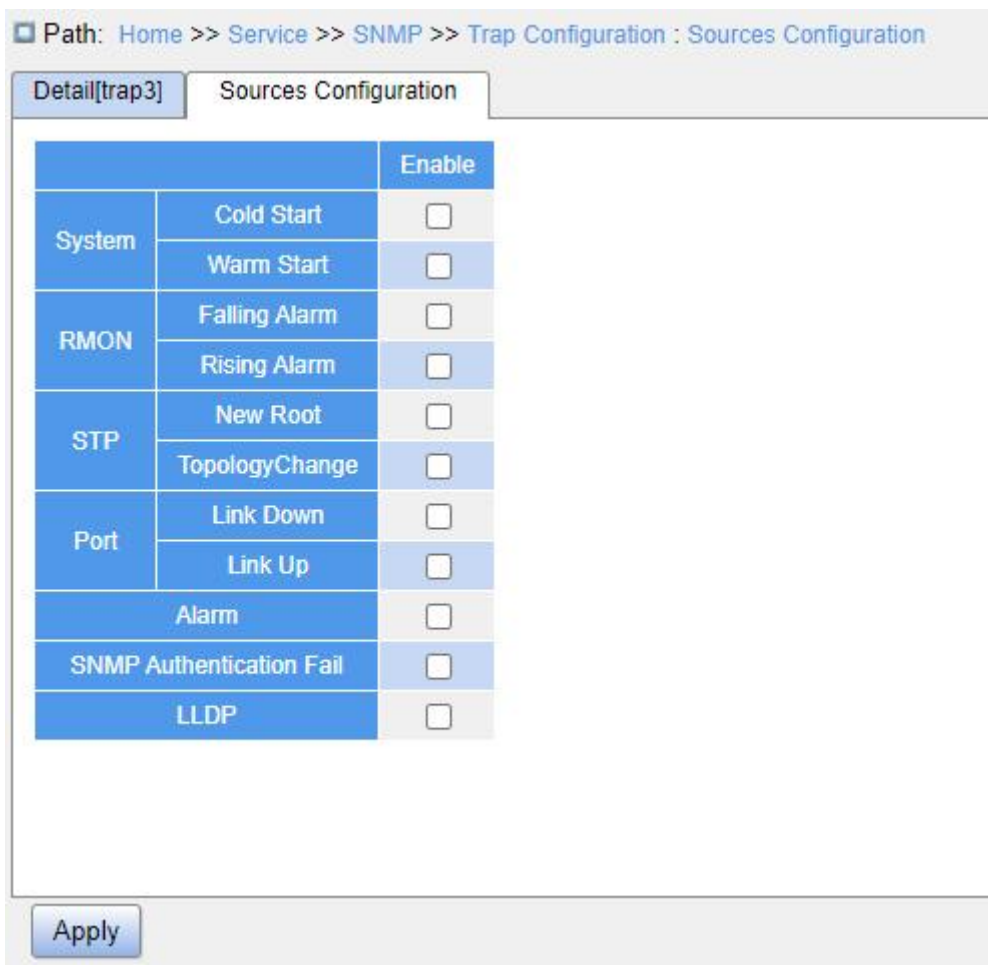 Path: Home >> Service >> SNMP >> Trap Configuration : Sources Configuration
Detail[trap3] Sources Configuration
Enable
System Cold Start
Warm Start
RMON Falling Alarm
Rising Alarm
STP New Root
TopologyChange
Port Link Down
Link Up
Alarm
SNMP Authentication Fail
LLDP
Apply